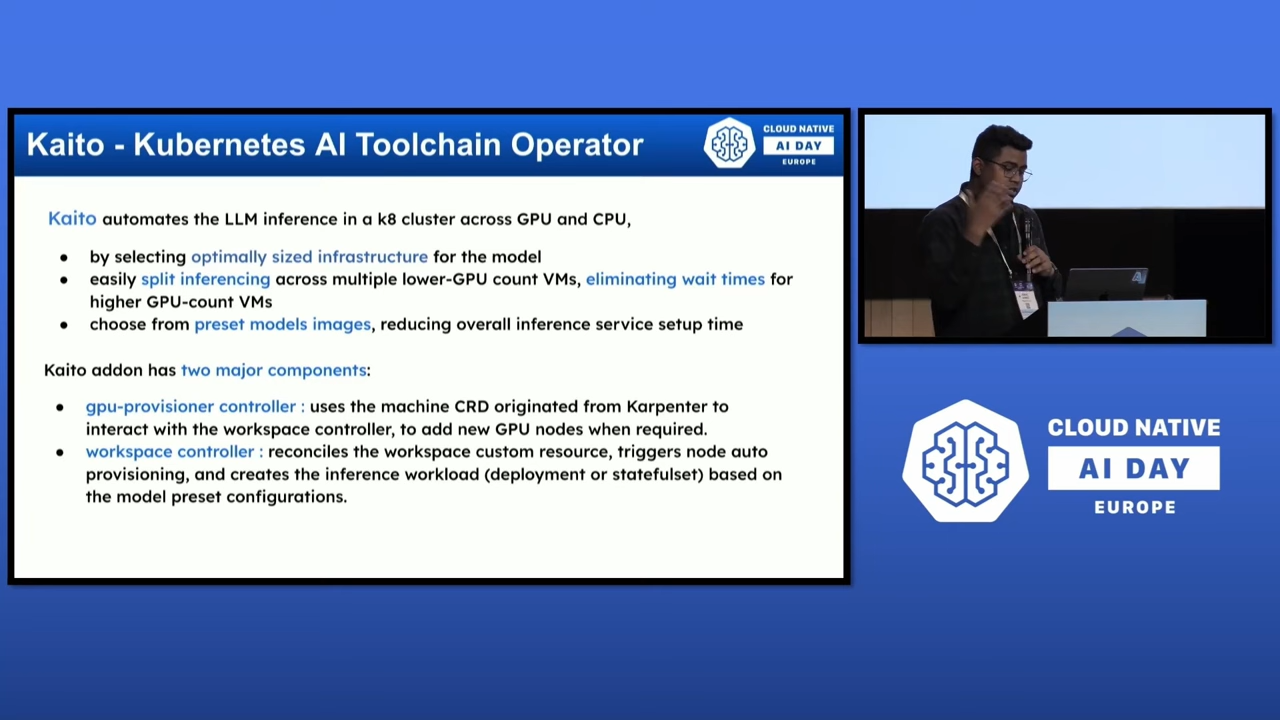 Kaito - Kubernetes AI Toolchain Operator
CLOUD NATIVE
AI DAY
EUROPE
Kaito automates the LLM inference in a k8 cluster across GPU and CPU,
● by selecting optimally sized infrastructure for the model
● easily split inferencing across multiple lower-GPU count VMs, eliminating wait times for
higher GPU-count VMs
● choose from preset models images, reducing overall inference service setup time
Kaito addon has two major components:
● gpu-provisioner controller : uses the machine CRD originated from Karpenter to
interact with the workspace controller, to add new GPU nodes when required.
● workspace controller : reconciles the workspace custom resource, triggers node auto
provisioning, and creates the inference workload (deployment or statefulset) based on
the model preset configurations.
CLOUD NATIVE
AI DAY
EUROPE